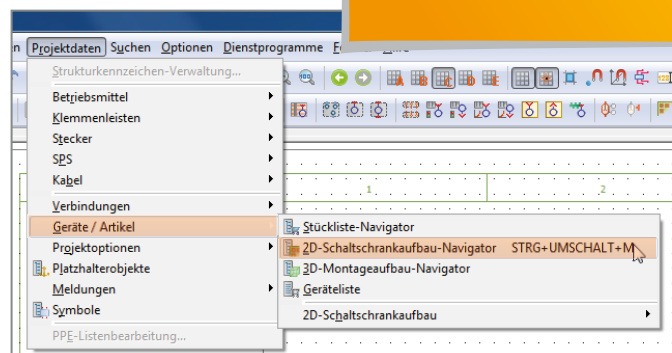 Projektdaten Suchen Optionen Dienstprogramme
Strukturkennzeichen-Verwaltung...
Betriebsmittel
Klemmenleisten
Stecker
SPS
Kabel
1
2
Verbindungen
Geräte / Artikel
Stückliste-Navigator
Projektoptionen
2D-Schaltschrankaufbau-Navigator STRG+UMSCHALT+M
Platzhalterobjekte
3D-Montageaufbau-Navigator
Meldungen
Geräteliste
Symbole
2D-Schaltschrankaufbau
PPE-Listenbearbeitung...